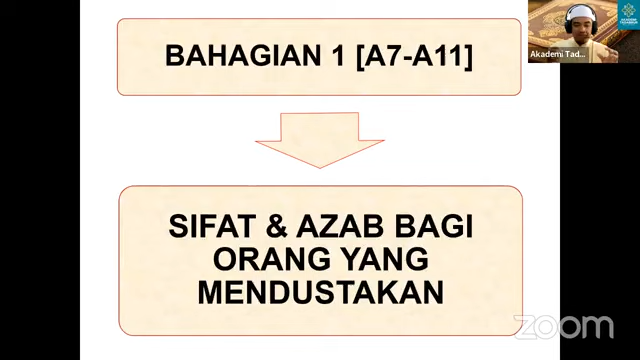 BAHAGIAN 1 [A7-A11]
SIFAT & AZAB BAGI
ORANG YANG
MENDUSTAKAN
Akademi Tad...
zoom